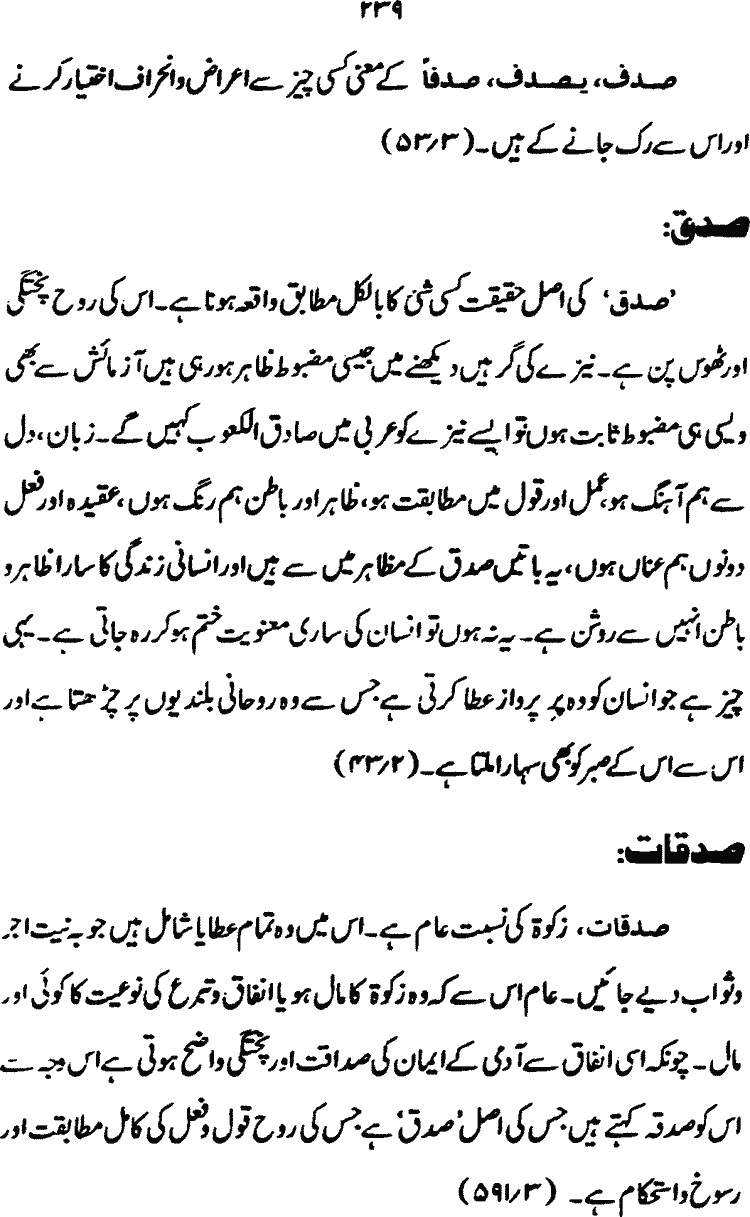 ۲۳۹
صدف، یصدف، صدفاً کے معنی کسی چیز سے اعراض وانحراف اختیار کرنے
اور اس سے رک جانے کے ہیں۔ (۵۳/۳)
صدق:
’صدق‘ کی اصل حقیقت کسی شئی کا بالکل مطابق واقعہ ہونا ہے۔ اس کی روح پختگی
اور ٹھوس پن ہے۔ نیزے کی گرہیں دیکھنے میں جیسی مضبوط ظاہر ہورہی ہیں آزمائش سے بھی
ویسی ہی مضبوط ثابت ہوں تو ایسے نیزے کو عربی میں صادق الکعوب کہیں گے۔ زبان، دل
سے ہم آہنگ ہو، عمل اور قول میں مطابقت ہو، ظاہر اور باطن ہم رنگ ہوں، عقیدہ اور فعل
دونوں ہم عناں ہوں، یہ باتیں صدق کے مظاہر میں سے ہیں اور انسانی زندگی کا سارا ظاہر و
باطن انہیں سے روشن ہے۔ یہ نہ ہوں تو انسان کی ساری معنویت ختم ہو کر رہ جاتی ہے۔ یہی
چیز ہے جو انسان کو وہ پر پرواز عطا کرتی ہے جس سے وہ روحانی بلندیوں پر چڑھتا ہے اور
اس سے اس کے صبر کو بھی سہارا ملتا ہے۔ (۴۳/۲)
صدقات:
صدقات، زکوۃ کی نسبت عام ہے۔ اس میں وہ تمام عطایا شامل ہیں جو بہ نیت اجر
وثواب دیے جائیں۔ عام اس سے کہ وہ زکوۃ کا مال ہو یا انفاق وتبرع کی نوعیت کا کوئی اور
مال۔ چونکہ اسی انفاق سے آدمی کے ایمان کی صداقت اور پختگی واضح ہوتی ہے اس وجہ سے
اس کو صدقہ کہتے ہیں جس کی اصل ’صدق‘ ہے جس کی روح قول وفعل کی کامل مطابقت اور
رسوخ واستحکام ہے۔ (۵۹۱/۳)